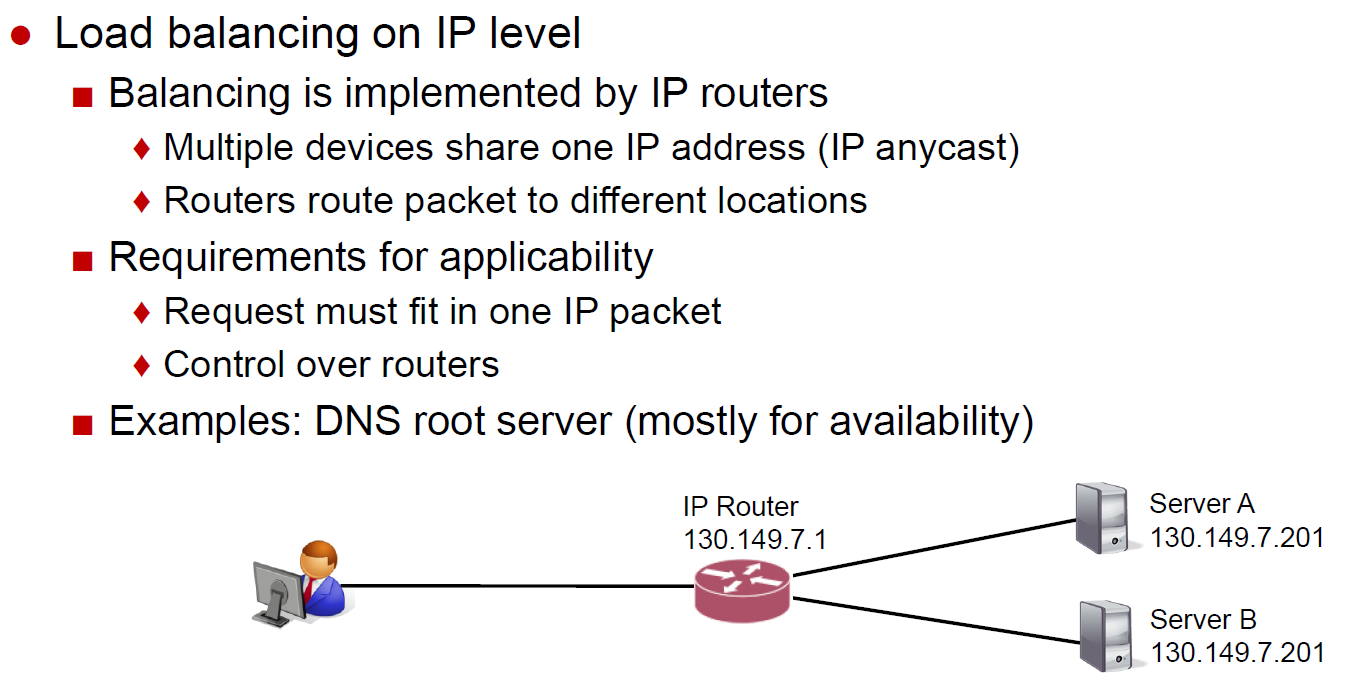 Load balancing on IP level
Balancing is implemented by IP routers
Multiple devices share one IP address (IP anycast)
Routers route packet to different locations
Requirements for applicability
Request must fit in one IP packet
Control over routers
Examples: DNS root server (mostly for availability)
IP Router
130.149.7.1
Server A
130.149.7.201
Server B
130.149.7.201